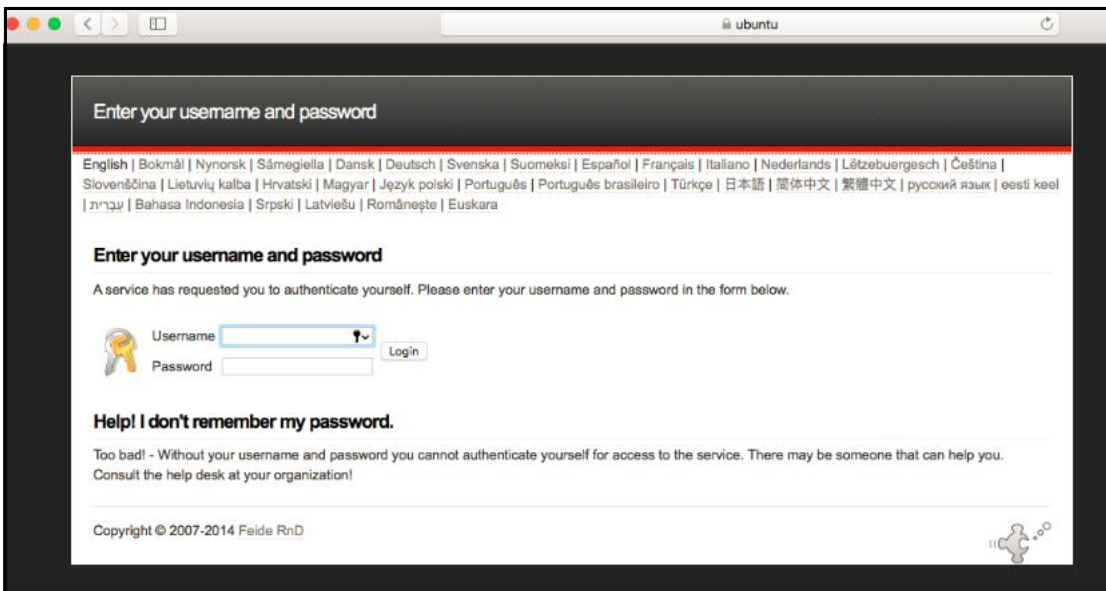 ubuntu
Enter your username and password
English | Bokmål | Nynorsk | Sámegiella | Dansk | Deutsch | Svenska | Suomeksi | Español | Français | Italiano | Nederlands | Lëtzebuergesch | Čeština |
Slovenščina | Lietuvių kalba | Hrvatski | Magyar | Język polski | Português | Português brasileiro | Türkçe | 日本語 | 简体中文 | 繁體中文 | русский язык | eesti keel
| עִבְרִית | Bahasa Indonesia | Srpski | Latviešu | Românește | Euskara
Enter your username and password
A service has requested you to authenticate yourself. Please enter your username and password in the form below.
Username
Login
Password
Help! I don't remember my password.
Too bad! - Without your username and password you cannot authenticate yourself for access to the service. There may be someone that can help you.
Consult the help desk at your organization!
Copyright © 2007-2014 Feide RnD